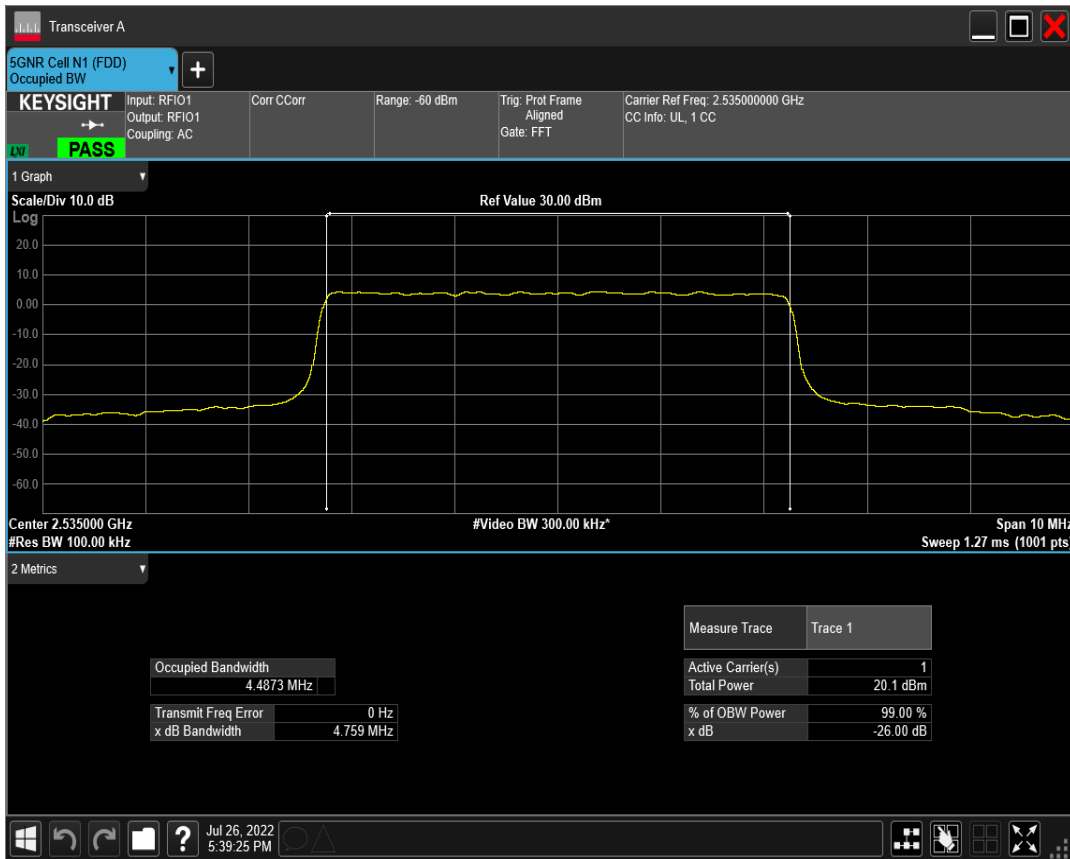 Transceiver A
5GNR Cell N1 (FDD)
Occupied BW
+
KEYSIGHT
LXI
PASS
Input: RFIO1
Output: RFIO1
Coupling: AC
Corr CCorr
Range: -60 dBm
Trig: Prot Frame
Aligned
Gate: FFT
Carrier Ref Freq: 2.535000000 GHz
CC Info: UL, 1 CC
1 Graph
Scale/Div 10.0 dB
Ref Value 30.00 dBm
Log
20.0
10.0
0.00
-10.0
-20.0
-30.0
-40.0
-50.0
-60.0
Center 2.535000 GHz
#Video BW 300.00 kHz*
Span 10 MHz
#Res BW 100.00 kHz
Sweep 1.27 ms (1001 pts)
2 Metrics
Measure Trace Trace 1
Occupied Bandwidth
4.4873 MHz
Active Carrier(s) 1
Total Power 20.1 dBm
Transmit Freq Error 0 Hz
x dB Bandwidth 4.759 MHz
% of OBW Power 99.00 %
x dB -26.00 dB
?
Jul 26, 2022
5:39:25 PM